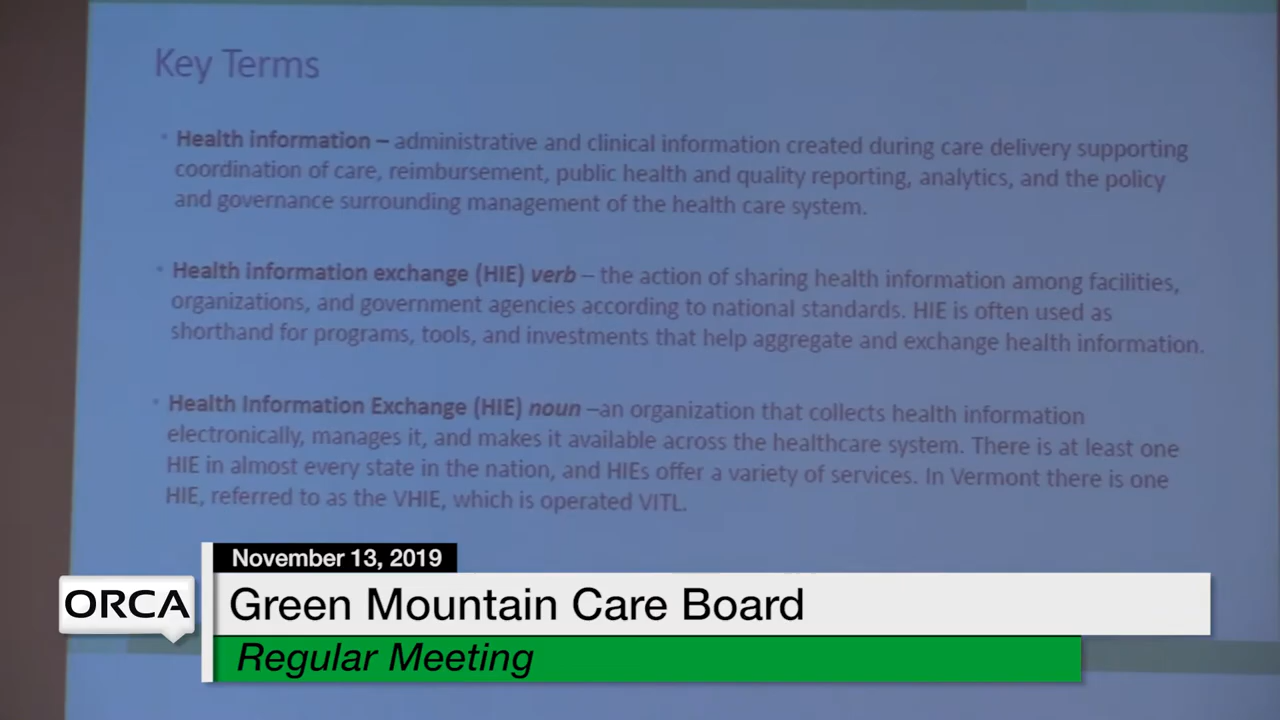 Key Terms
Health information – administrative and clinical information created during care delivery supporting
coordination of care, reimbursement, public health and quality reporting, analytics, and the policy
and governance surrounding management of the health care system.
Health information exchange (HIE) verb – the action of sharing health information among facilities,
organizations, and government agencies according to national standards. HIE is often used as
shorthand for programs, tools, and investments that help aggregate and exchange health information.
Health Information Exchange (HIE) noun –an organization that collects health information
electronically, manages it, and makes it available across the healthcare system. There is at least one
HIE in almost every state in the nation, and HIEs offer a variety of services. In Vermont there is one
HIE, referred to as the VHIE, which is operated VITL.
November 13, 2019
ORCA
Green Mountain Care Board
Regular Meeting